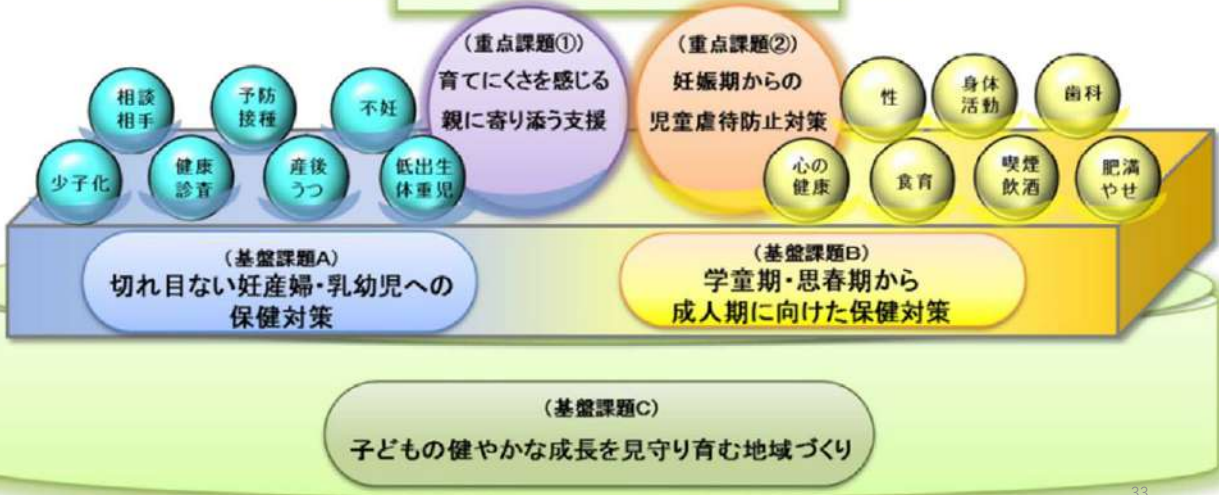 (重点課題①)
育てにくさを感じる
親に寄り添う支援
(重点課題②)
妊娠期からの
児童虐待防止対策
相談
相手
予防
接種
不妊
性
身体
活動
歯科
少子化
健康
診査
産後
うつ
低出生
体重児
心の
健康
食育
喫煙
飲酒
肥満
やせ
(基盤課題A)
切れ目ない妊産婦・乳幼児への
保健対策
(基盤課題B)
学童期・思春期から
成人期に向けた保健対策
(基盤課題C)
子どもの健やかな成長を見守り育む地域づくり
33